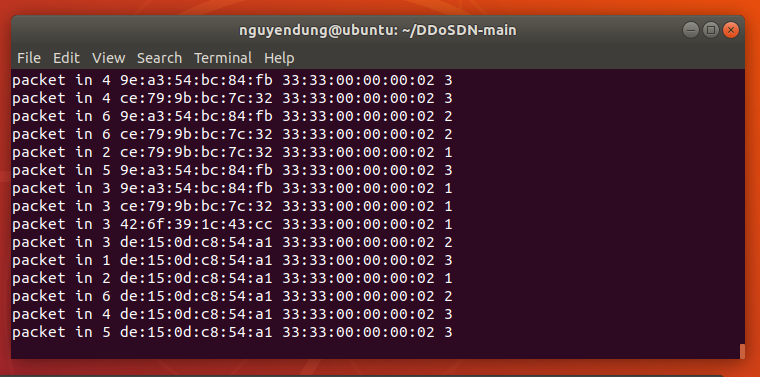 nguyendung@ubuntu: ~/DDoSDN-main
File Edit View Search Terminal Help
packet in 4 9e:a3:54:bc:84:fb 33:33:00:00:00:02 3
packet in 4 ce:79:9b:bc:7c:32 33:33:00:00:00:02 3
packet in 6 9e:a3:54:bc:84:fb 33:33:00:00:00:02 2
packet in 6 ce:79:9b:bc:7c:32 33:33:00:00:00:02 2
packet in 2 ce:79:9b:bc:7c:32 33:33:00:00:00:02 1
packet in 5 9e:a3:54:bc:84:fb 33:33:00:00:00:02 3
packet in 3 9e:a3:54:bc:84:fb 33:33:00:00:00:02 1
packet in 3 ce:79:9b:bc:7c:32 33:33:00:00:00:02 1
packet in 3 42:6f:39:1c:43:cc 33:33:00:00:00:02 1
packet in 3 de:15:0d:c8:54:a1 33:33:00:00:00:02 2
packet in 1 de:15:0d:c8:54:a1 33:33:00:00:00:02 3
packet in 2 de:15:0d:c8:54:a1 33:33:00:00:00:02 1
packet in 6 de:15:0d:c8:54:a1 33:33:00:00:00:02 2
packet in 4 de:15:0d:c8:54:a1 33:33:00:00:00:02 3
packet in 5 de:15:0d:c8:54:a1 33:33:00:00:00:02 3